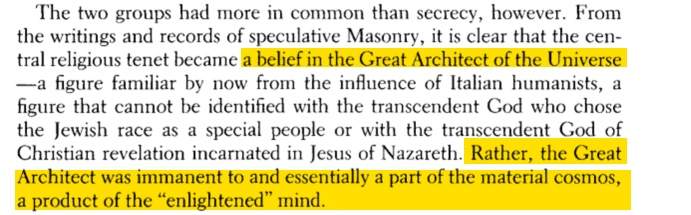 The two groups had more in common than secrecy, however. From
the writings and records of speculative Masonry, it is clear that the cen-
tral religious tenet became a belief in the Great Architect of the Universe
—a figure familiar by now from the influence of Italian humanists, a
figure that cannot be identified with the transcendent God who chose
the Jewish race as a special people or with the transcendent God of
Christian revelation incarnated in Jesus of Nazareth. Rather, the Great
Architect was immanent to and essentially a part of the material cosmos,
a product of the “enlightened” mind.